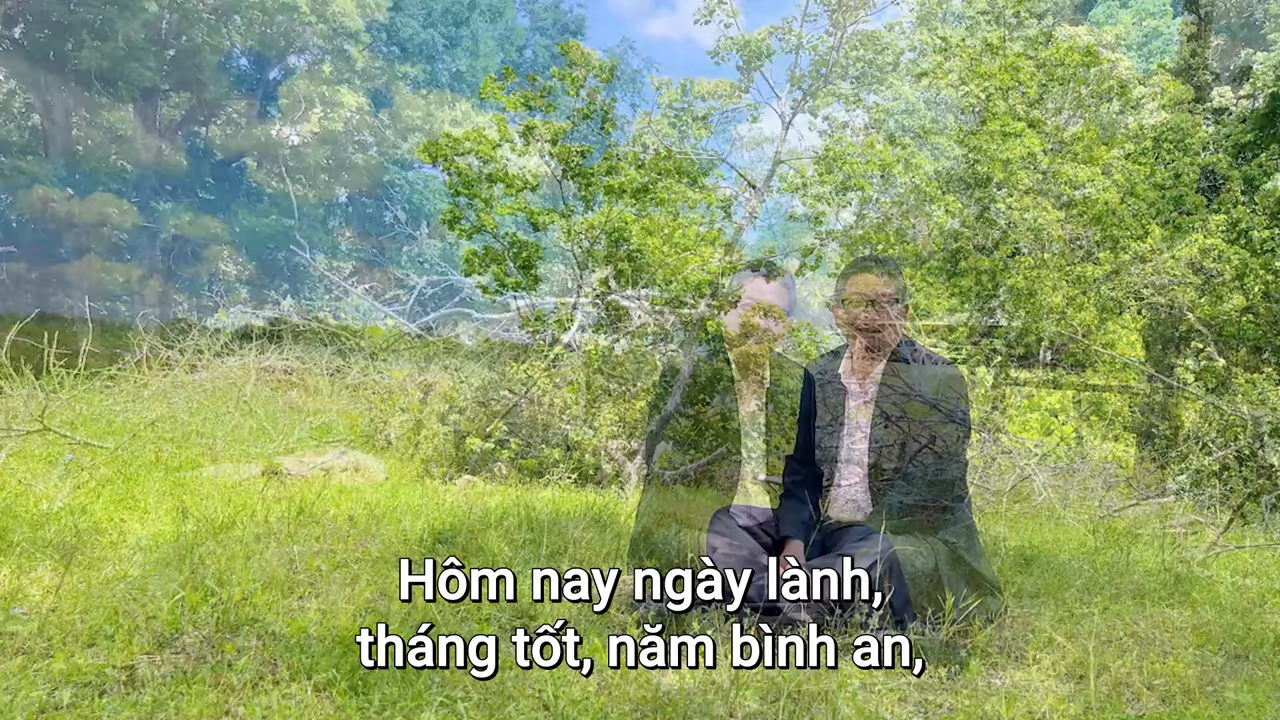 Hôm nay ngày lành,
tháng tốt, năm bình an,